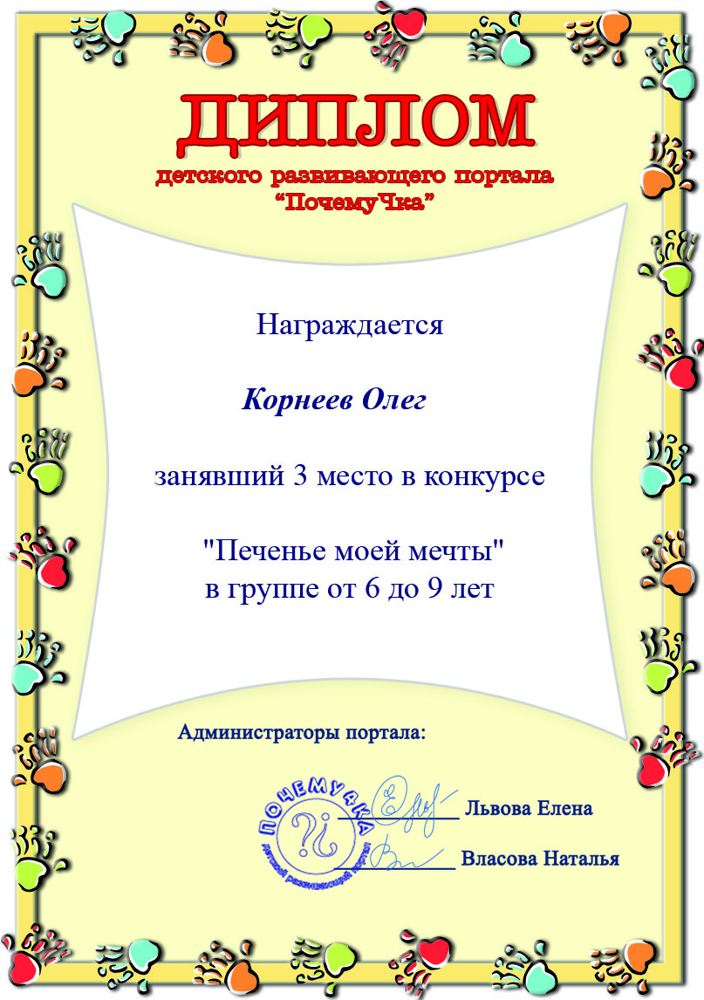 ДИПЛОМ
детского развивающего портала
“ПочемуЧка”
Награждается
Корнеев Олег
занявший 3 место в конкурсе
"Печенье моей мечты"
в группе от 6 до 9 лет
Администраторы портала:
ПОЧЕМУЧКА
?¿
детский развивающий портал
Львова Елена
Власова Наталья